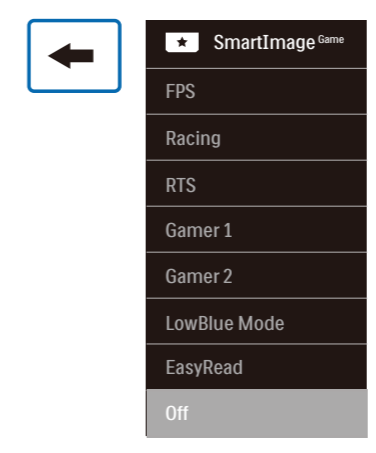 SmartImage Game
FPS
Racing
RTS
Gamer 1
Gamer 2
LowBlue Mode
EasyRead
Off